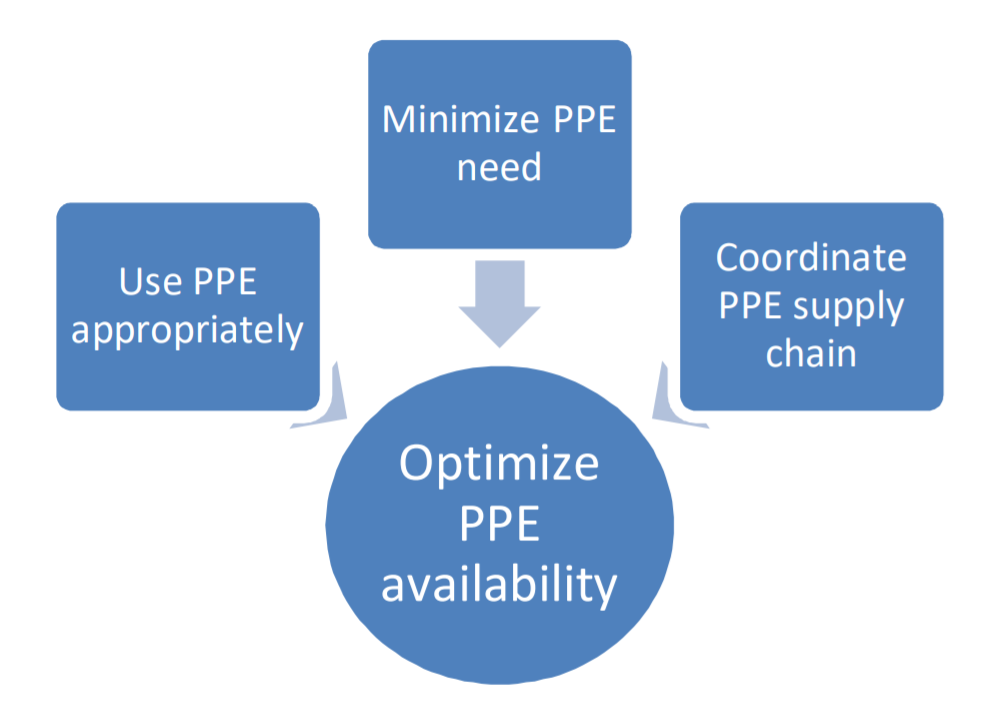 Minimize PPE
need
Use PPE
appropriately
Coordinate
PPE supply
chain
Optimize
PPE
availability